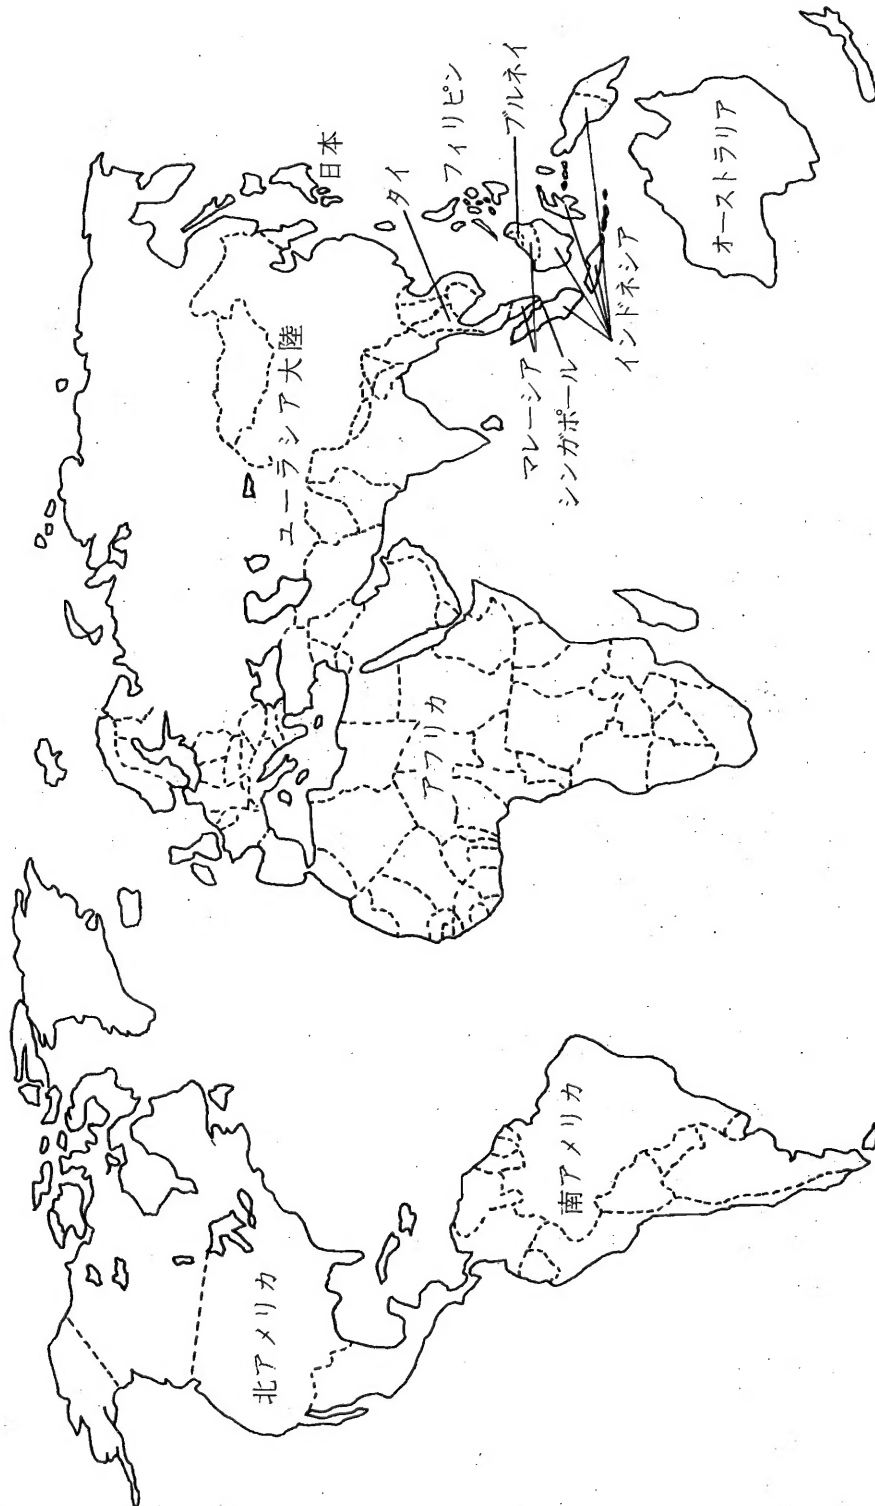 北アメリカ
南アメリカ
アフリカ
ユーラシア大陸
日本
タイ
フィリピン
ブルネイ
マレーシア
シンガポール
インドネシア
オーストラリア